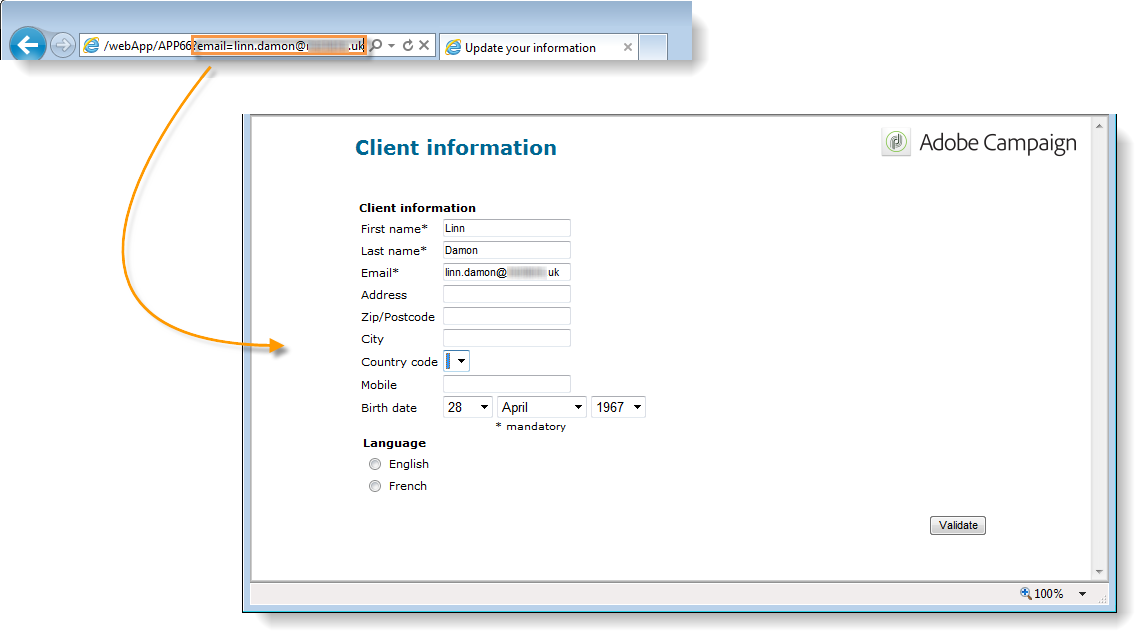 /webApp/APP66?email=linn.damon@ .uk
Update your information
Client information
Adobe Campaign
Client information
First name* Linn
Last name* Damon
Email* linn.damon@ uk
Address
Zip/Postcode
City
Country code
Mobile
Birth date 28 April 1967
* mandatory
Language
English
French
Validate
100%